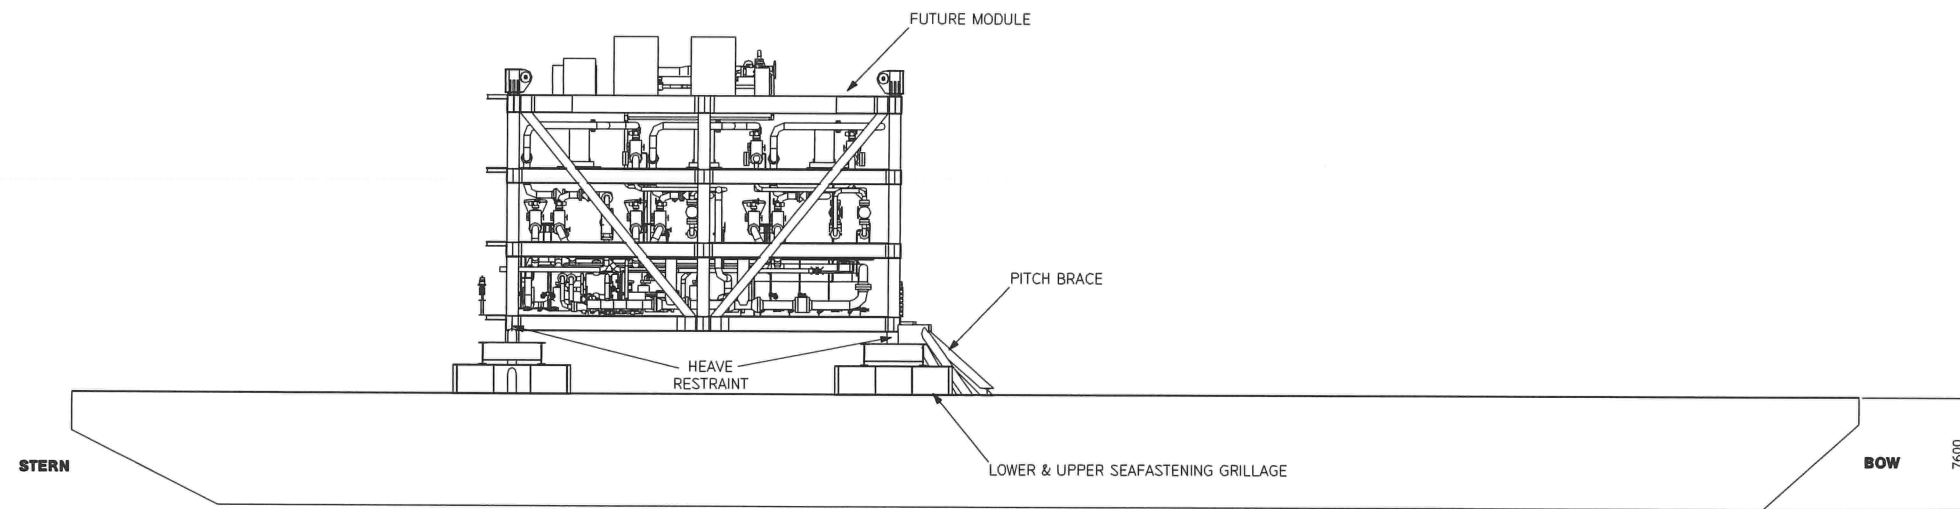 FUTURE MODULE
PITCH BRACE
HEAVE
RESTRAINT
STERN
LOWER & UPPER SEAFASTENING GRILLAGE
BOW
7600